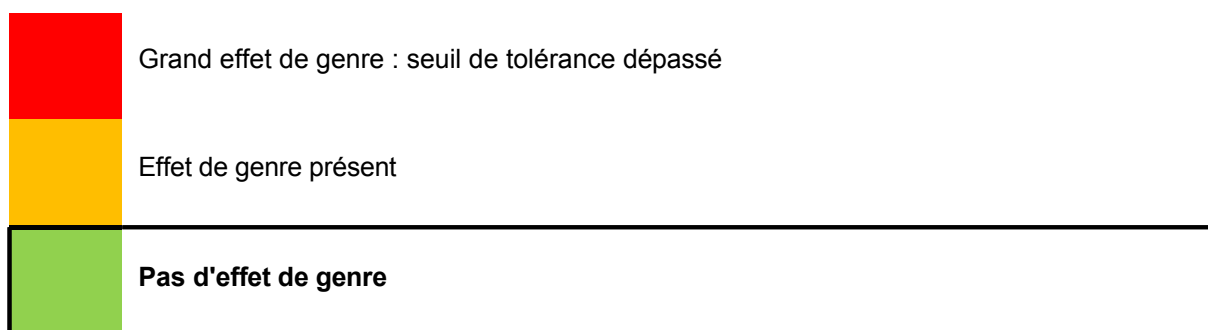 Grand effet de genre : seuil de tolérance dépassé
Effet de genre présent
Pas d'effet de genre